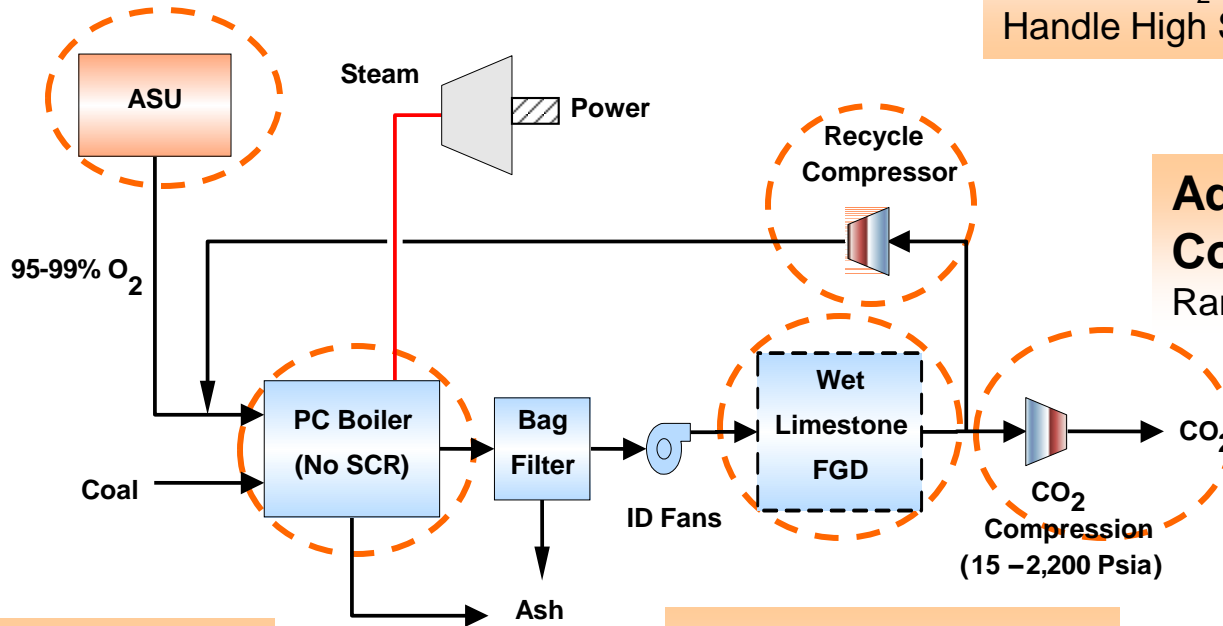 Handle High S
ASU
Steam
Power
Recycle
Compressor
Co
Ran
95-99% O2
PC Boiler
(No SCR)
Bag
Filter
Wet
Limestone
FGD
CO2
Coal
ID Fans
CO2
Compression
(15 –2,200 Psia)
Ash